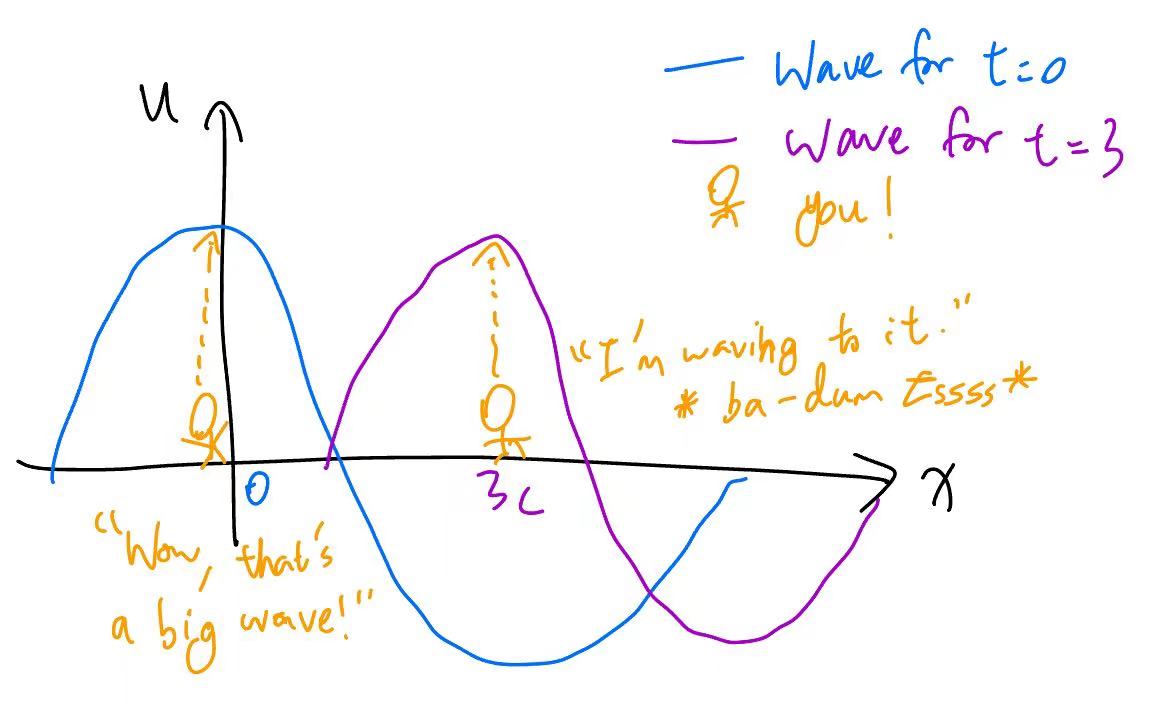 u
wave for t=0
wave for t=3
you!
"I'm waving to it."
* ba-dum tssss *
x
0
3c
"Wow, that's
a big wave!"